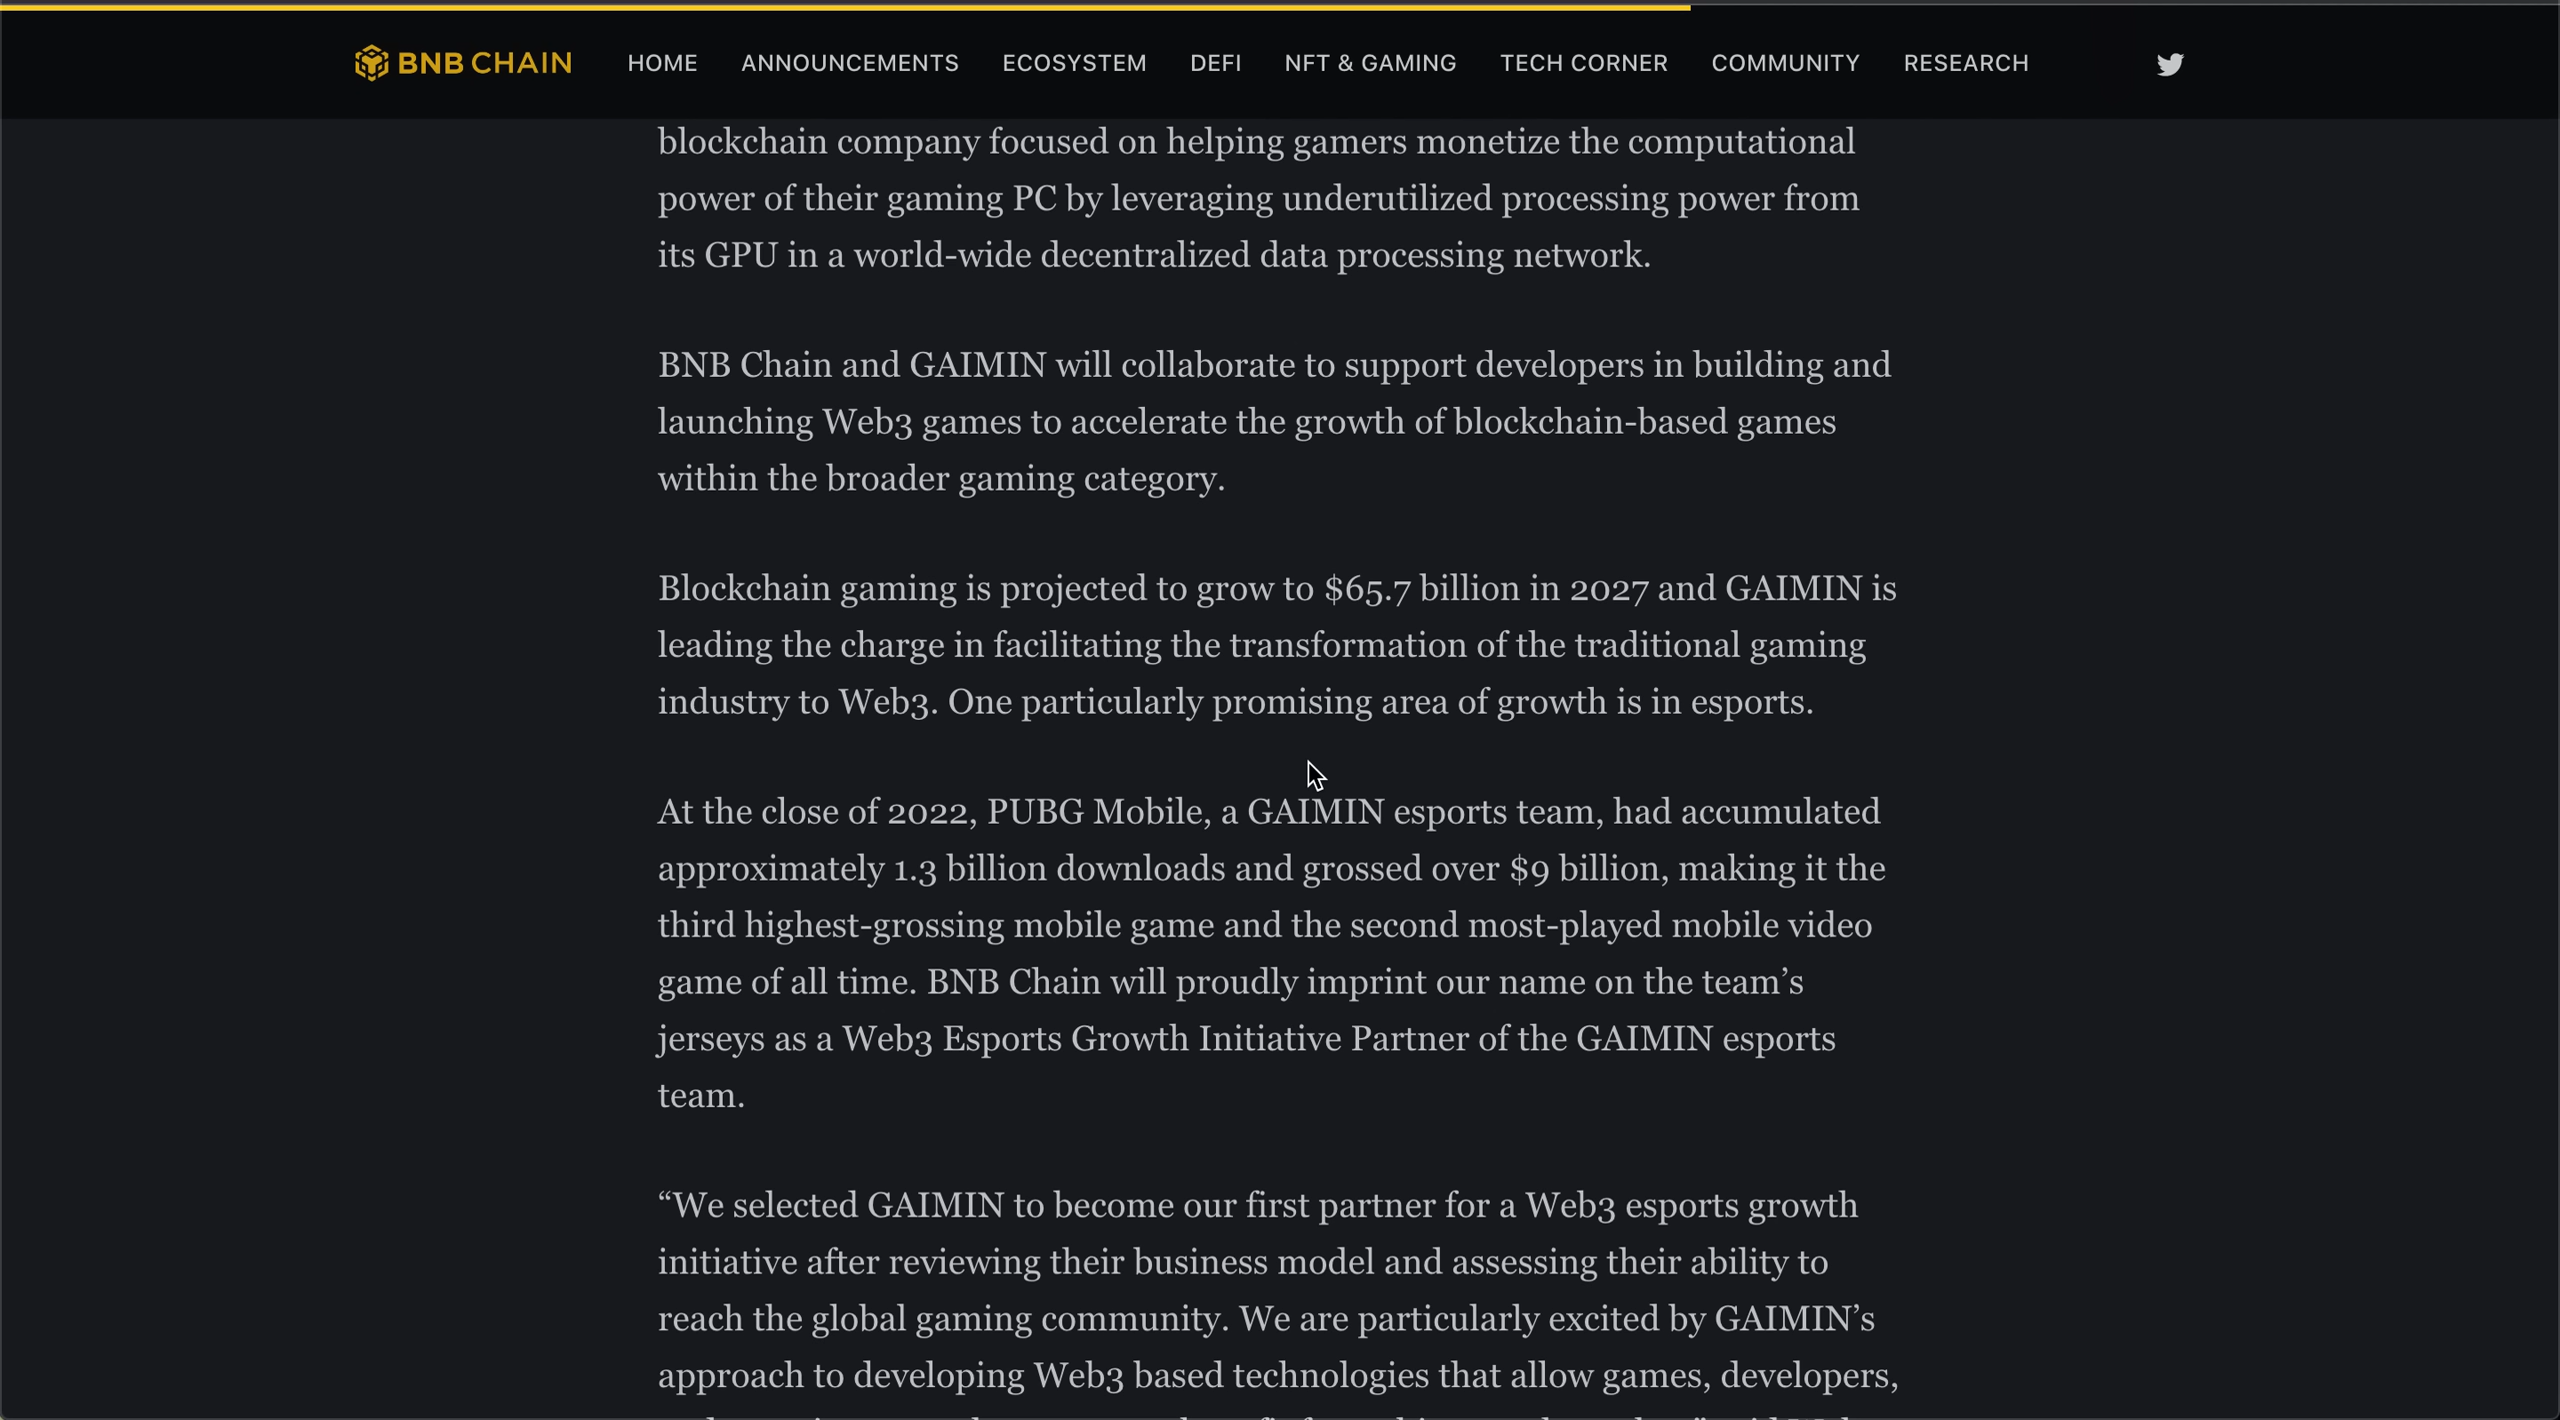 BNB CHAIN HOME ANNOUNCEMENTS ECOSYSTEM DEFI NFT & GAMING TECH CORNER COMMUNITY RESEARCH
blockchain company focused on helping gamers monetize the computational
power of their gaming PC by leveraging underutilized processing power from
its GPU in a world-wide decentralized data processing network.
BNB Chain and GAIMIN will collaborate to support developers in building and
launching Web3 games to accelerate the growth of blockchain-based games
within the broader gaming category.
Blockchain gaming is projected to grow to $65.7 billion in 2027 and GAIMIN is
leading the charge in facilitating the transformation of the traditional gaming
industry to Web3. One particularly promising area of growth is in esports.
At the close of 2022, PUBG Mobile, a GAIMIN esports team, had accumulated
approximately 1.3 billion downloads and grossed over $9 billion, making it the
third highest-grossing mobile game and the second most-played mobile video
game of all time. BNB Chain will proudly imprint our name on the team’s
jerseys as a Web3 Esports Growth Initiative Partner of the GAIMIN esports
team.
“We selected GAIMIN to become our first partner for a Web3 esports growth
initiative after reviewing their business model and assessing their ability to
reach the global gaming community. We are particularly excited by GAIMIN’s
approach to developing Web3 based technologies that allow games, developers,